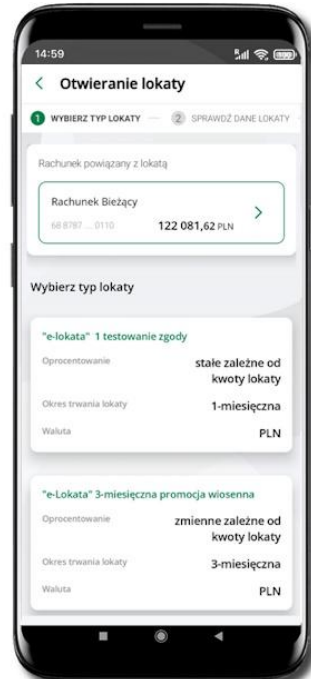 14:59
Otwieranie lokaty
1 WYBIERZ TYP LOKATY 2 SPRAWDŹ DANE LOKATY
Rachunek powiązany z lokatą
Rachunek Bieżący
68 8787 ... 0110 122 081,62 PLN
Wybierz typ lokaty
"e-lokata" 1 testowanie zgody
Oprocentowanie stałe zależne od
kwoty lokaty
Okres trwania lokaty 1-miesięczna
Waluta PLN
"e-Lokata" 3-miesięczna promocja wiosenna
Oprocentowanie zmienne zależne od
kwoty lokaty
Okres trwania lokaty 3-miesięczna
Waluta PLN